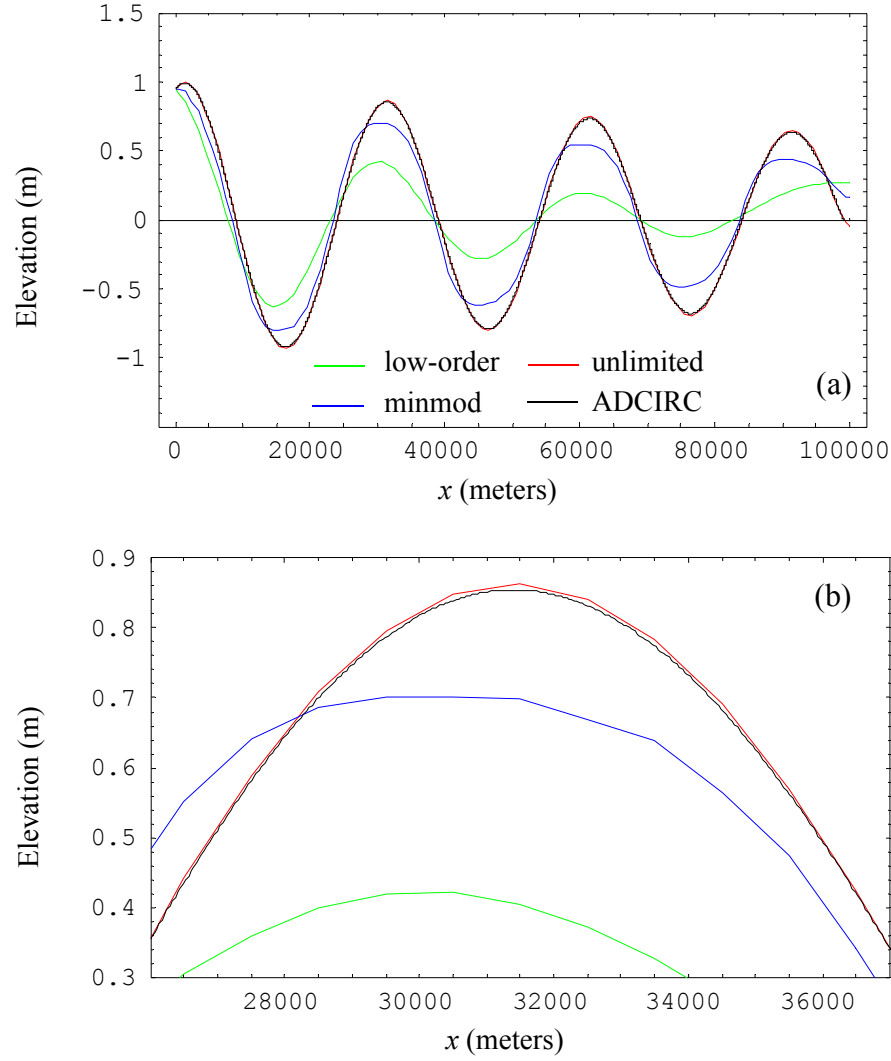 1.5
1
0.5
0
-0.5
-1
Elevation (m)
low-order
unlimited
minmod
ADCIRC
(a)
0 20000 40000 60000 80000 100000
x (meters)
0.9
0.8
0.7
0.6
0.5
0.4
0.3
Elevation (m)
(b)
28000 30000 32000 34000 36000
x (meters)